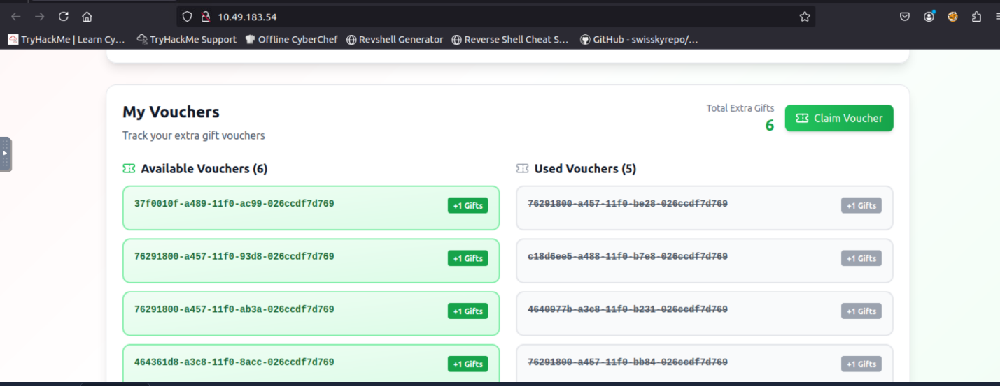 10.49.183.54
TryHackMe | Learn Cy... TryHackMe Support Offline CyberChef Revshell Generator Reverse Shell Cheat S... GitHub - swisskyrepo/...
My Vouchers
Track your extra gift vouchers
Total Extra Gifts
6
Claim Voucher
Available Vouchers (6)
37f0010f-a489-11f0-ac99-026ccdf7d769 +1 Gifts
76291800-a457-11f0-93d8-026ccdf7d769 +1 Gifts
76291800-a457-11f0-ab3a-026ccdf7d769 +1 Gifts
464361d8-a3c8-11f0-8acc-026ccdf7d769 +1 Gifts
Used Vouchers (5)
76291800-a457-11f0-be28-026ccdf7d769 +1 Gifts
c18d6ee5-a488-11f0-b7e8-026ccdf7d769 +1 Gifts
4640977b-a3c8-11f0-b231-026ccdf7d769 +1 Gifts
76291800-a457-11f0-bb84-026ccdf7d769 +1 Gifts